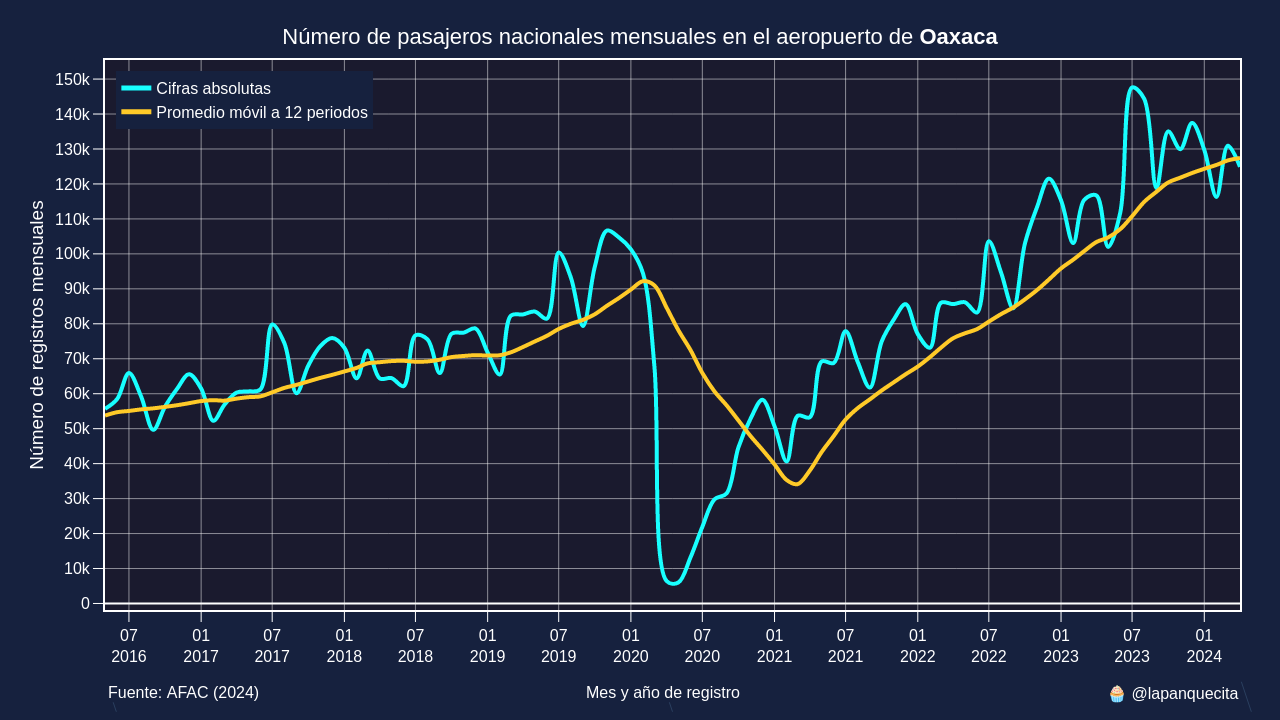 Número de pasajeros nacionales mensuales en el aeropuerto de Oaxaca
Cifras absolutas
Promedio móvil a 12 periodos
Número de registros mensuales
150k
140k
130k
120k
110k
100k
90k
80k
70k
60k
50k
40k
30k
20k
10k
0
07 01 07 01 07 01 07 01 07 01 07 01 07 01 07 01
2016 2017 2017 2018 2018 2019 2019 2020 2020 2021 2021 2022 2022 2023 2023 2024
Fuente: AFAC (2024)
Mes y año de registro
🧁 @lapanquecita